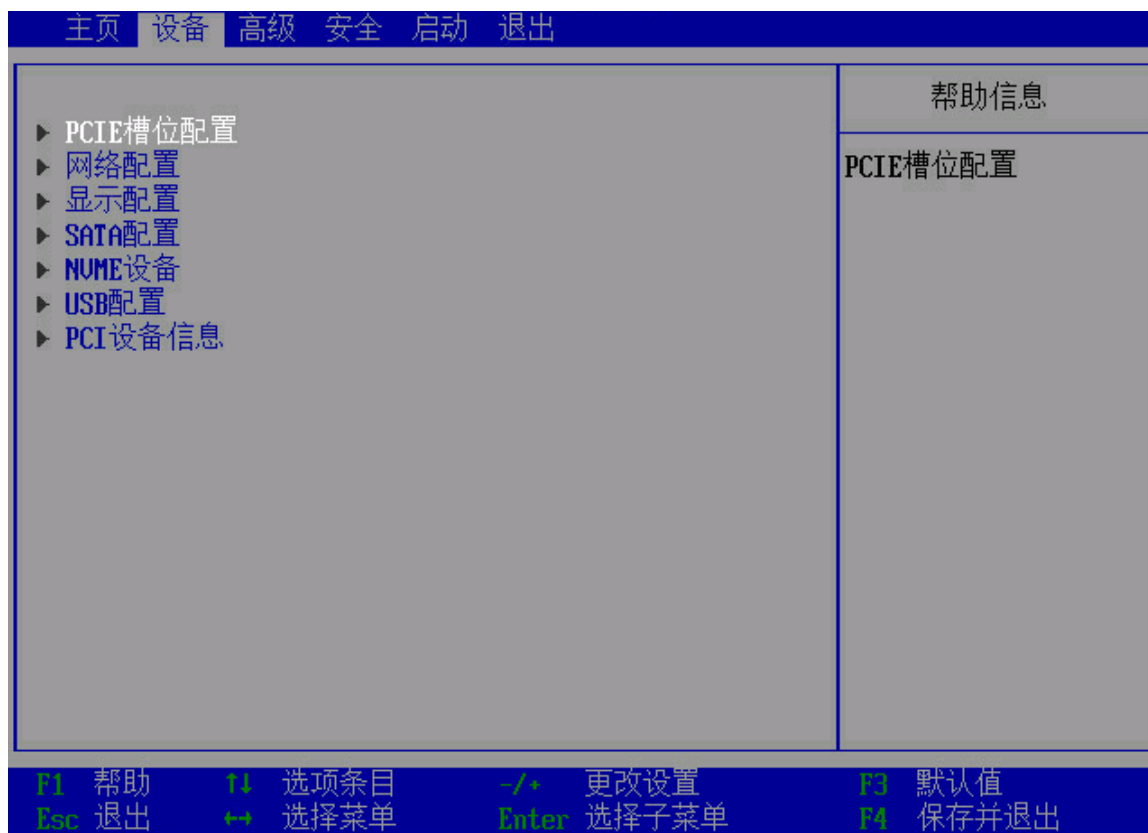 主页 设备 高级 安全 启动 退出
帮助信息
PCIE槽位配置
网络配置
显示配置
SATA配置
NVME设备
USB配置
PCI设备信息
PCIE槽位配置
F1 帮助 ↑↓ 选项条目 -/+ 更改设置 F3 默认值
Esc 退出 ←→ 选择菜单 Enter 选择子菜单 F4 保存并退出